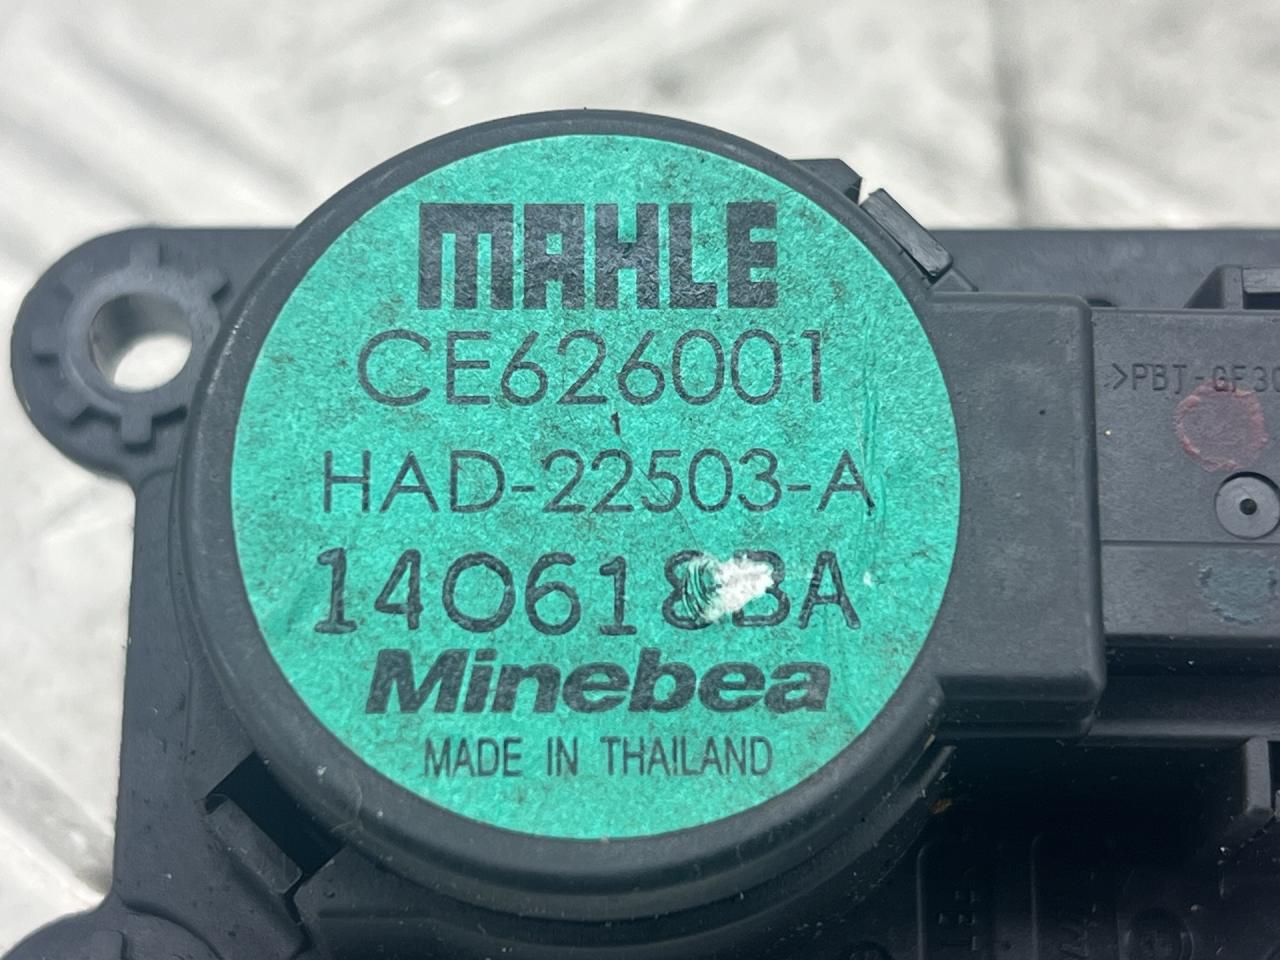 MAHLE
CE626001
HAD-22503-A
Minebea
MADE IN THAILAND